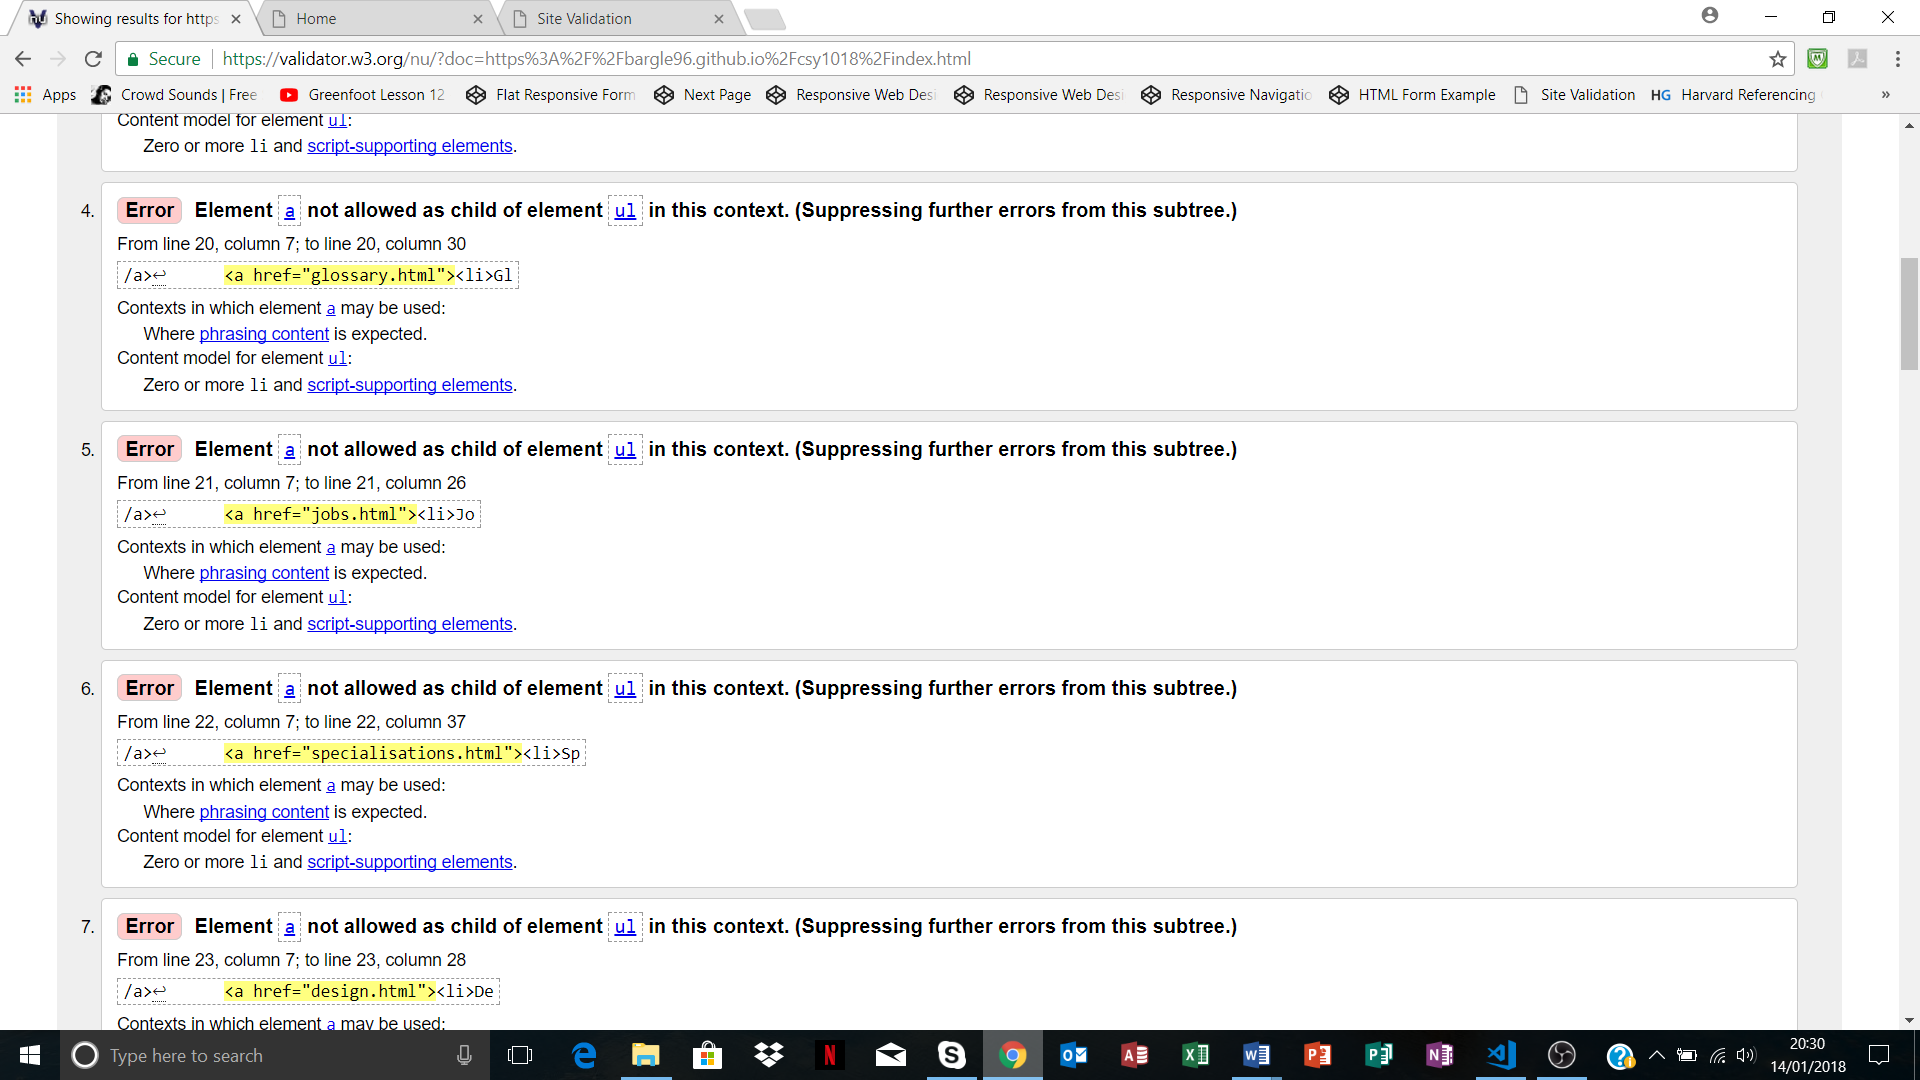 Showing results for https
Home
Site Validation
Secure
https://validator.w3.org/nu/?doc=https%3A%2F%2Fbargle96.github.io%2Fcsy1018%2Findex.html
Apps
Crowd Sounds | Free
Greenfoot Lesson 12
Flat Responsive Form
Next Page
Responsive Web Desi
Responsive Web Desi
Responsive Navigatio
HTML Form Example
Site Validation
HG Harvard Referencing
»
Content model for element ul:
Zero or more li and script-supporting elements.
4. Error Element a not allowed as child of element ul in this context. (Suppressing further errors from this subtree.)
From line 20, column 7; to line 20, column 30
/a>↩ <a href="glossary.html"><li>Gl
Contexts in which element a may be used:
Where phrasing content is expected.
Content model for element ul:
Zero or more li and script-supporting elements.
5. Error Element a not allowed as child of element ul in this context. (Suppressing further errors from this subtree.)
From line 21, column 7; to line 21, column 26
/a>↩ <a href="jobs.html"><li>Jo
Contexts in which element a may be used:
Where phrasing content is expected.
Content model for element ul:
Zero or more li and script-supporting elements.
6. Error Element a not allowed as child of element ul in this context. (Suppressing further errors from this subtree.)
From line 22, column 7; to line 22, column 37
/a>↩ <a href="specialisations.html"><li>Sp
Contexts in which element a may be used:
Where phrasing content is expected.
Content model for element ul:
Zero or more li and script-supporting elements.
7. Error Element a not allowed as child of element ul in this context. (Suppressing further errors from this subtree.)
From line 23, column 7; to line 23, column 28
/a>↩ <a href="design.html"><li>De
Contexts in which element a may be used:
Type here to search
20:30
14/01/2018